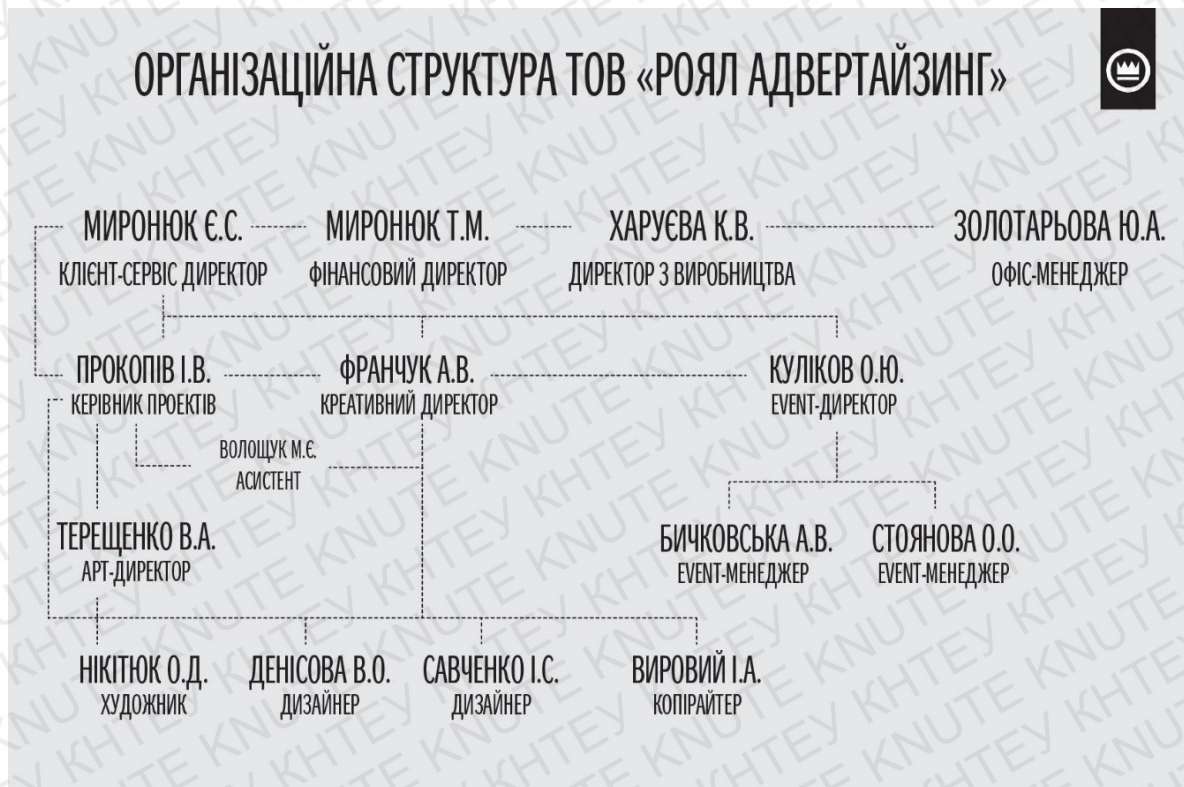 ОРГАНІЗАЦІЙНА СТРУКТУРА ТОВ «РОЯЛ АДВЕРТАЙЗИНГ»
МИРОНЮК Є.С. МИРОНЮК Т.М. ХАРУЄВА К.В. ЗОЛОТАРЬОВА Ю.А.
КЛІЄНТ-СЕРВІС ДИРЕКТОР ФІНАНСОВИЙ ДИРЕКТОР ДИРЕКТОР З ВИРОБНИЦТВА ОФІС-МЕНЕДЖЕР
ПРОКОПІВ І.В. ФРАНЧУК А.В. КУЛІКОВ О.Ю.
КЕРІВНИК ПРОЕКТІВ КРЕАТИВНИЙ ДИРЕКТОР EVENT-ДИРЕКТОР
ВОЛОЩУК М.Є.
АСИСТЕНТ
ТЕРЕЩЕНКО В.А. БИЧКОВСЬКА А.В. СТОЯНОВА О.О.
АРТ-ДИРЕКТОР EVENT-МЕНЕДЖЕР EVENT-МЕНЕДЖЕР
НІКІТЮК О.Д. ДЕНІСОВА В.О. САВЧЕНКО І.С. ВИРОВИЙ І.А.
ХУДОЖНИК ДИЗАЙНЕР ДИЗАЙНЕР КОПІРАЙТЕР